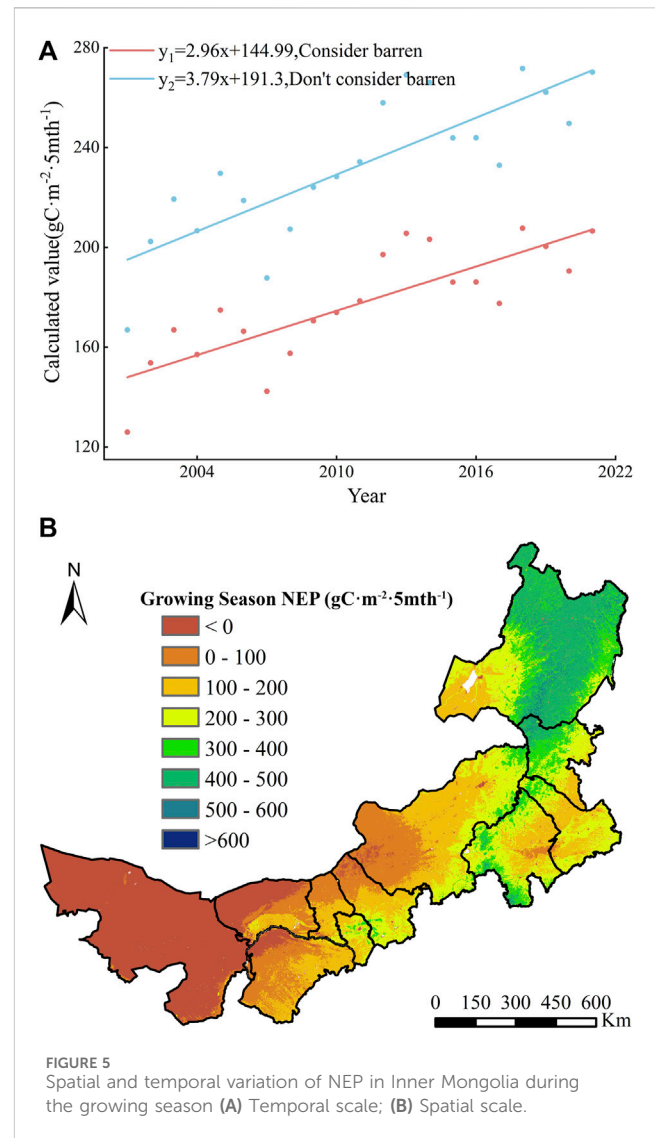 A
y₁=2.96x+144.99,Consider barren
y₂=3.79x+191.3,Don't consider barren
280
240
200
160
120
Calculated value(gC·m⁻²·5mth⁻¹)
2004
2010
2016
2022
Year
B
N
Growing Season NEP (gC·m⁻²·5mth⁻¹)
< 0
0 - 100
100 - 200
200 - 300
300 - 400
400 - 500
500 - 600
>600
0 150 300 450 600
Km
FIGURE 5
Spatial and temporal variation of NEP in Inner Mongolia during
the growing season (A) Temporal scale; (B) Spatial scale.